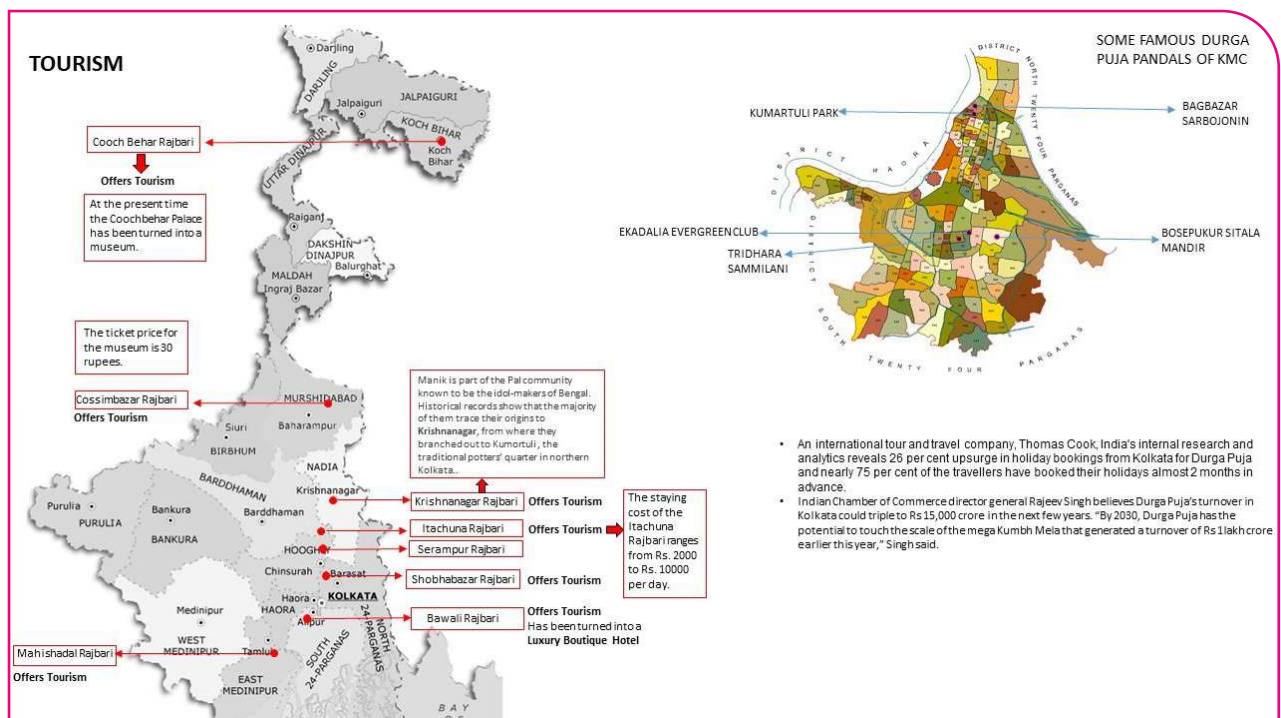 TOURISM
SOME FAMOUS DURGA
PUJA PANDALS OF KMC
KUMARTULI PARK
BAGBAZAR
SARBOJONIN
EKADALIA EVERGREEN CLUB
TRIDHARA
SAMMILANI
BOSEPUKUR SITALA
MANDIR
DISTRICT NORTH TWENTY FOUR PARGANAS
DISTRICT HAORA
DISTRICT
SOUTH TWENTY FOUR PARGANAS
Darjling
DARJLING
JALPAIGURI
Jalpaiguri
KOCH BIHAR
Koch
Bihar
Cooch Behar Rajbari
Offers Tourism
At the present time
the Coochbehar Palace
has been turned into a
museum.
UTTAR DINAJPUR
Raiganj
DAKSHIN
DINAJPUR
Balurghat
MALDAH
Ingraj Bazar
The ticket price for
the museum is 30
rupees.
Cossimbazar Rajbari
Offers Tourism
MURSHIDABAD
Baharampur
Siuri
BIRBHUM
NADIA
Krishnanagar
BARDDHAMAN
Barddhaman
Purulia
PURULIA
Bankura
BANKURA
HOOGHLY
Chinsurah
Barasat
Haora
HAORA
KOLKATA
Alipur
Medinipur
WEST
MEDINIPUR
Tamluk
EAST
MEDINIPUR
SOUTH
24-PARGANAS
NORTH
24-PARGANAS
BAY
Manik is part of the Pal community
known to be the idol-makers of Bengal.
Historical records show that the majority
of them trace their origins to
Krishnanagar, from where they
branched out to Kumortuli , the
traditional potters' quarter in northern
Kolkata..
Krishnanagar Rajbari
Offers Tourism
Itachuna Rajbari
Offers Tourism
Serampur Rajbari
Shobhabazar Rajbari
Offers Tourism
Bawali Rajbari
Offers Tourism
Has been turned into a
Luxury Boutique Hotel
The staying
cost of the
Itachuna
Rajbari ranges
from Rs. 2000
to Rs. 10000
per day.
Mahishadal Rajbari
Offers Tourism
• An international tour and travel company, Thomas Cook, India's internal research and
analytics reveals 26 per cent upsurge in holiday bookings from Kolkata for Durga Puja
and nearly 75 per cent of the travellers have booked their holidays almost 2 months in
advance.
• Indian Chamber of Commerce director general Rajeev Singh believes Durga Puja's turnover in
Kolkata could triple to Rs 15,000 crore in the next few years. "By 2030, Durga Puja has the
potential to touch the scale of the mega Kumbh Mela that generated a turnover of Rs 1 lakh crore
earlier this year," Singh said.